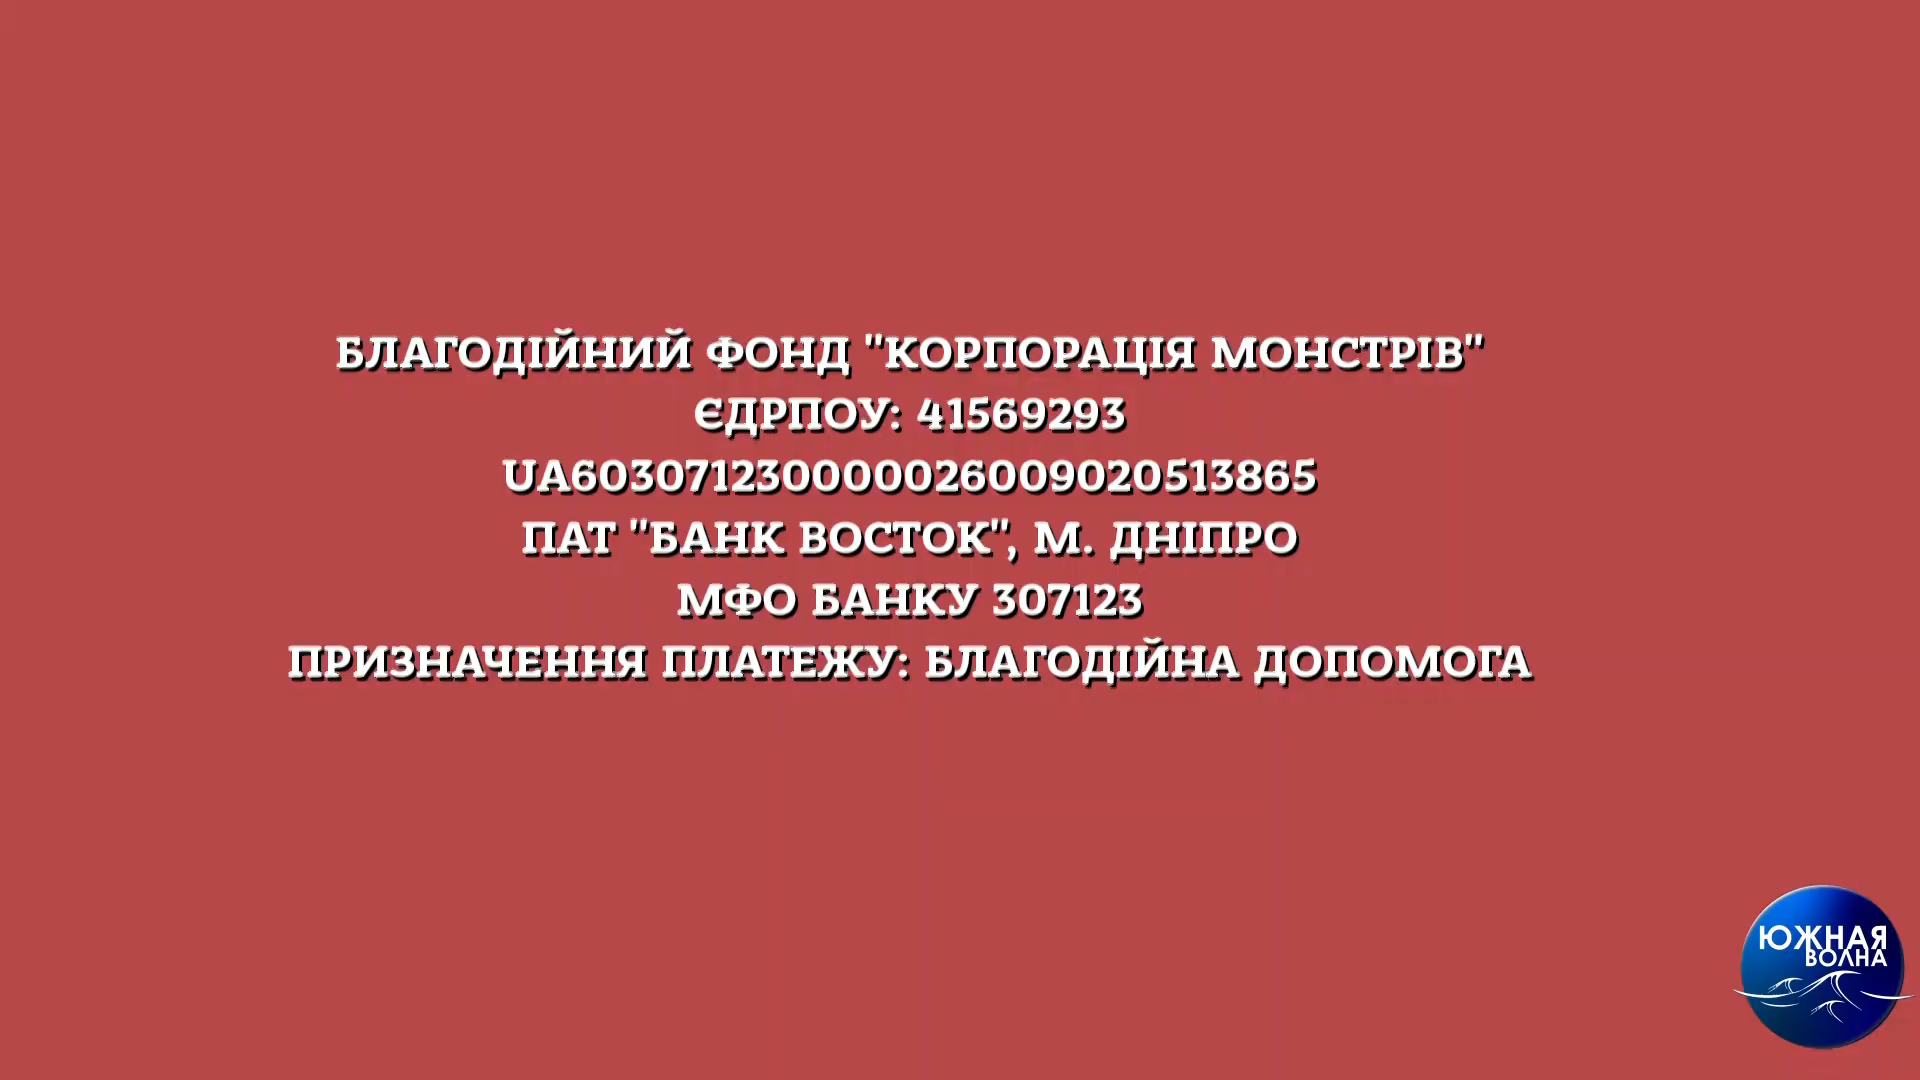 БЛАГОДІЙНИЙ ФОНД "КОРПОРАЦІЯ МОНСТРІВ"
ЄДРПОУ: 41569293
UA603071230000026009020513865
ПАТ "БАНК ВОСТОК", М. ДНІПРО
МФО БАНКУ 307123
ПРИЗНАЧЕННЯ ПЛАТЕЖУ: БЛАГОДІЙНА ДОПОМОГА
ЮЖНАЯ
ВОЛНА